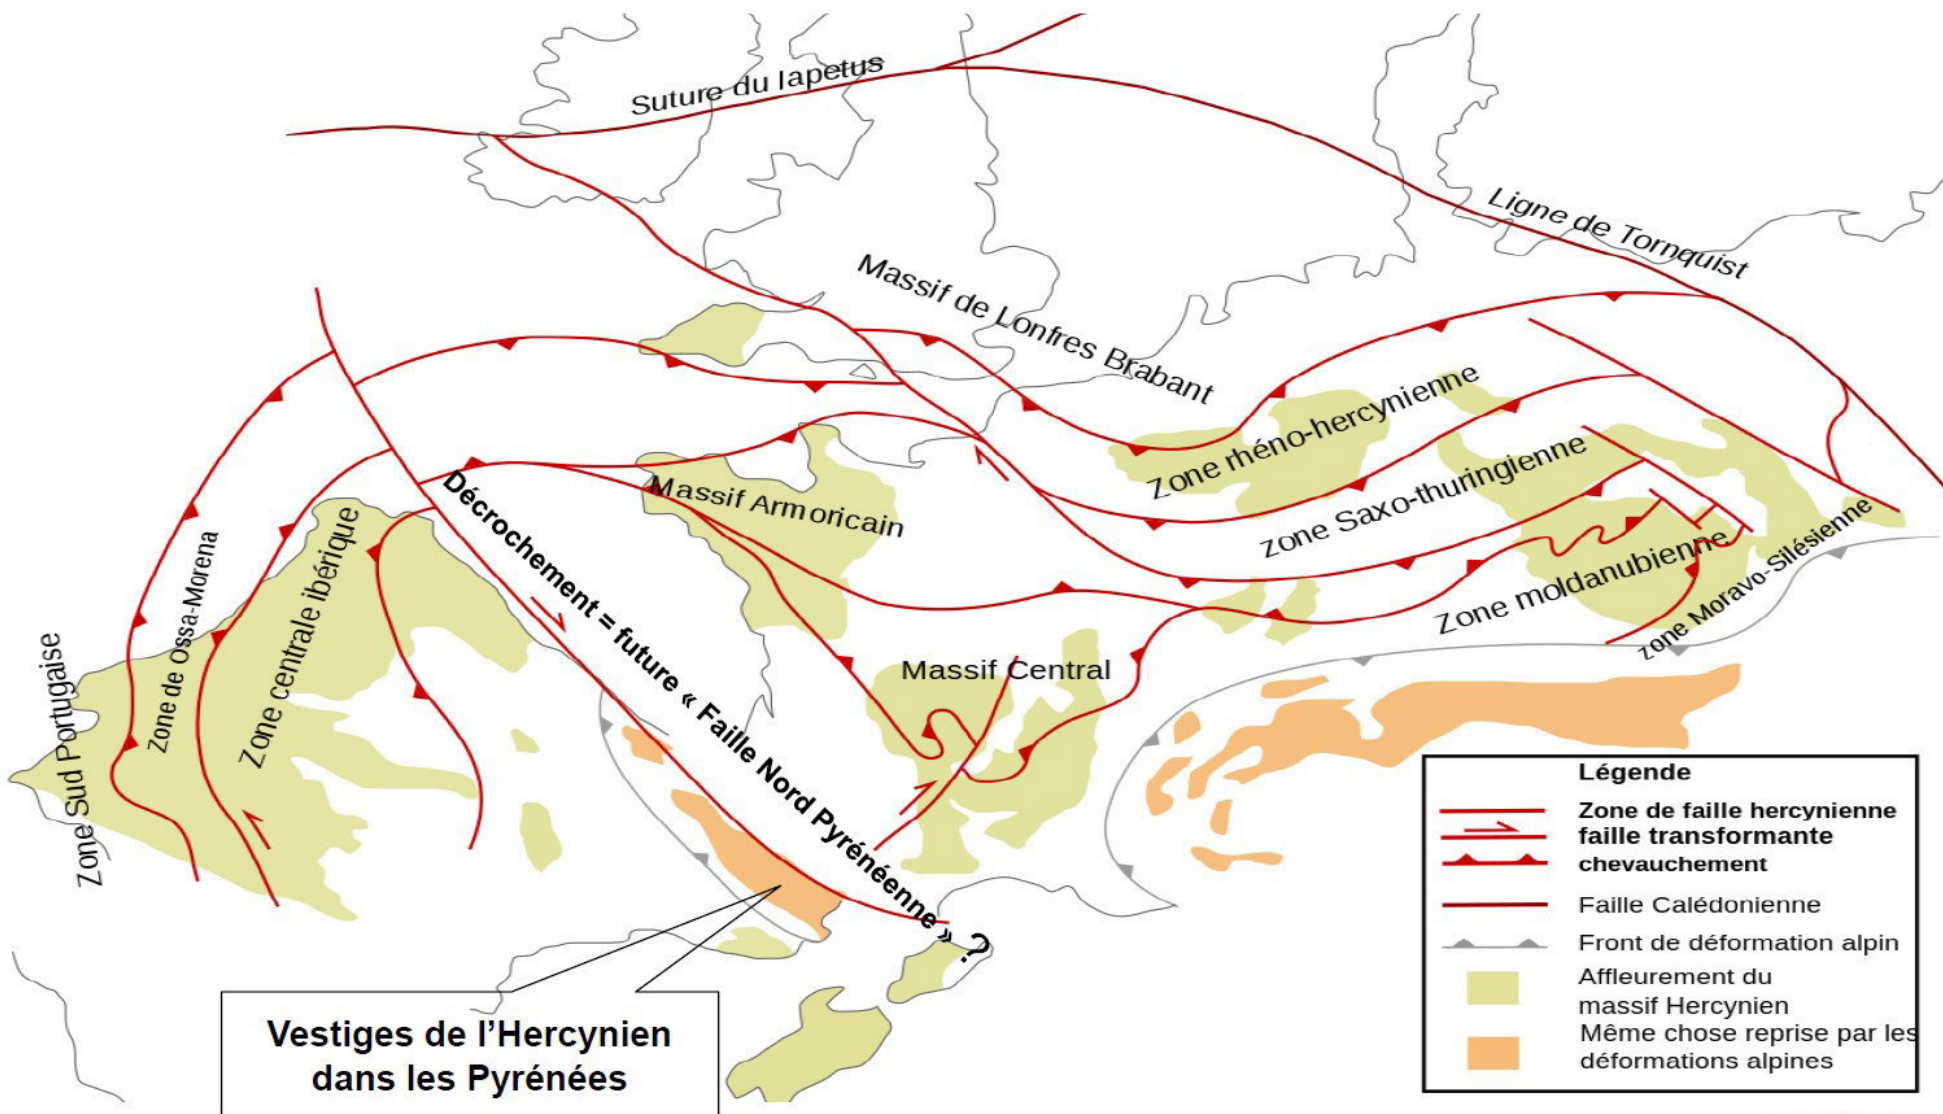 Suture du Iapetus
Ligne de Tornquist
Massif de Lonfres Brabant
Zone rhéno-hercynienne
zone Saxo-thuringienne
Zone moldanubienne
zone Moravo-Silésienne
Massif Armoricain
Massif Central
Décrochement = future « Faille Nord Pyrénéenne » ?
Zone centrale ibérique
Zone de Ossa-Morena
Zone Sud Portugaise
Vestiges de l’Hercynien
dans les Pyrénées
Légende
Zone de faille hercynienne
faille transformante
chevauchement
Faille Calédonienne
Front de déformation alpin
Affleurement du
massif Hercynien
Même chose reprise par les
déformations alpines